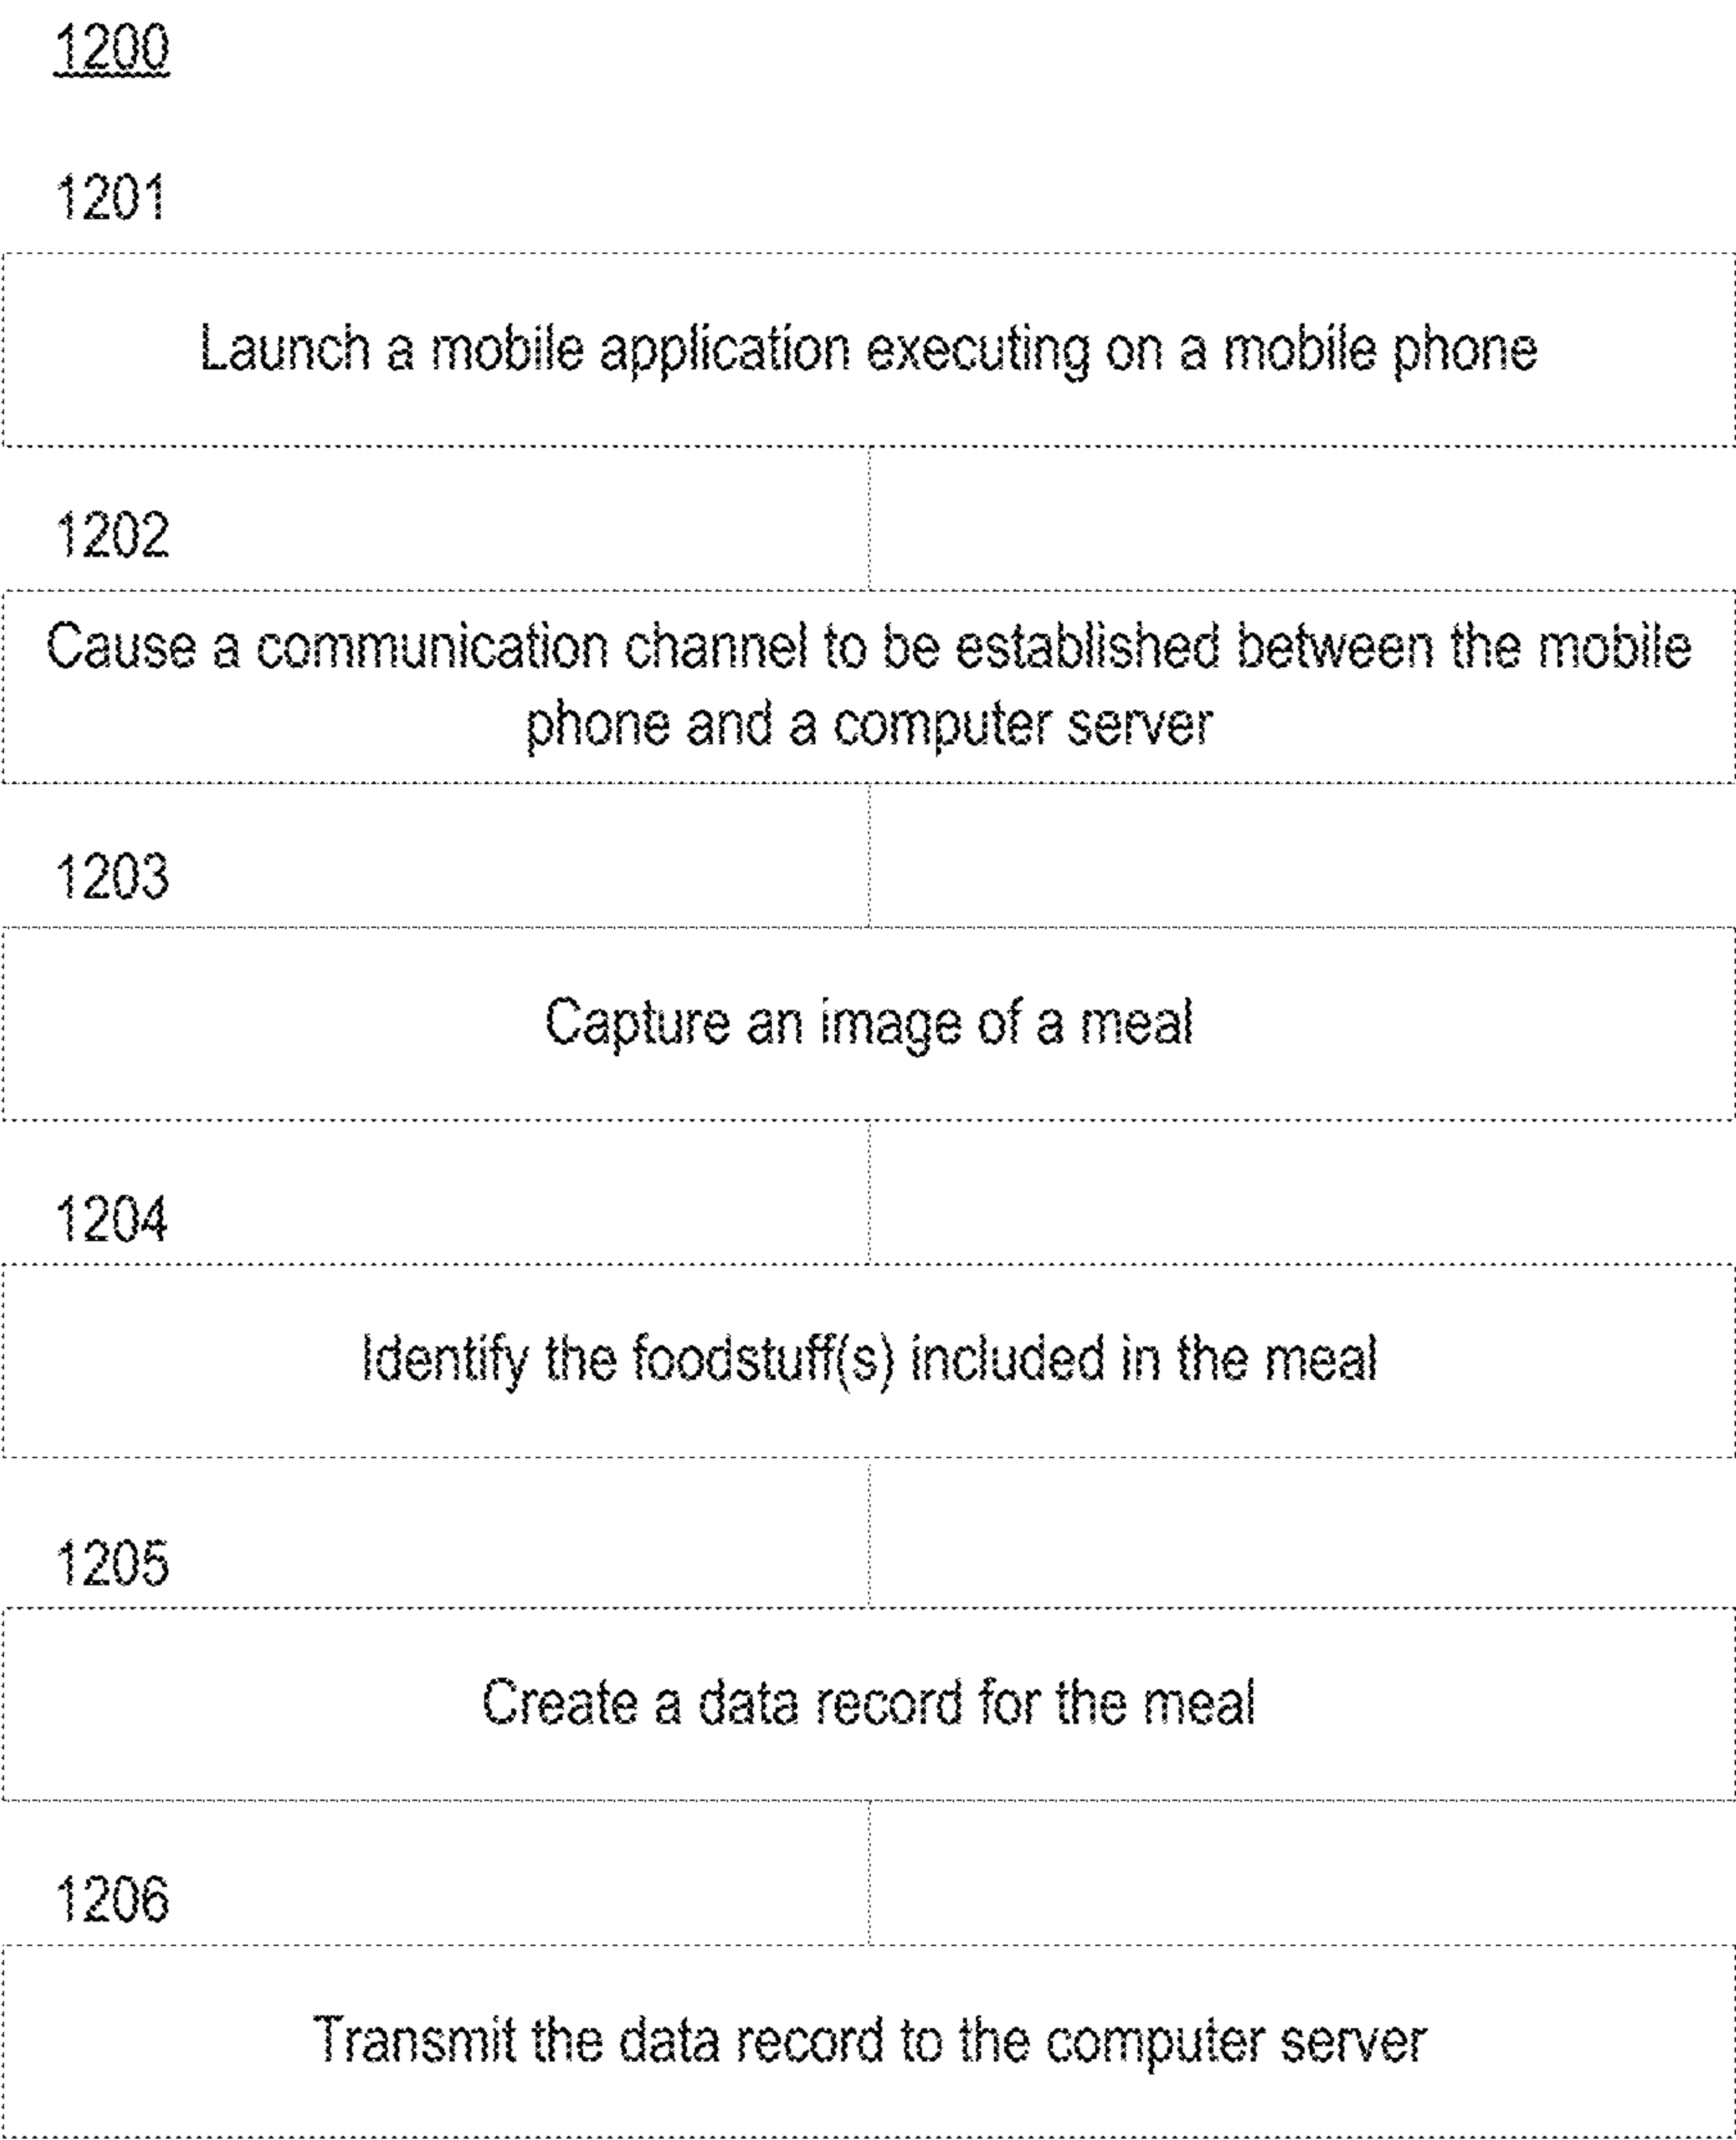 1200
1201
Launch a mobile application executing on a mobile phone
1202
Cause a communication channel to be established between the mobile
phone and a computer server
1203
Capture an image of a meal
1204
Identify the foodstuff(s) included in the meal
1205
Create a data record for the meal
1206
Transmit the data record to the computer server